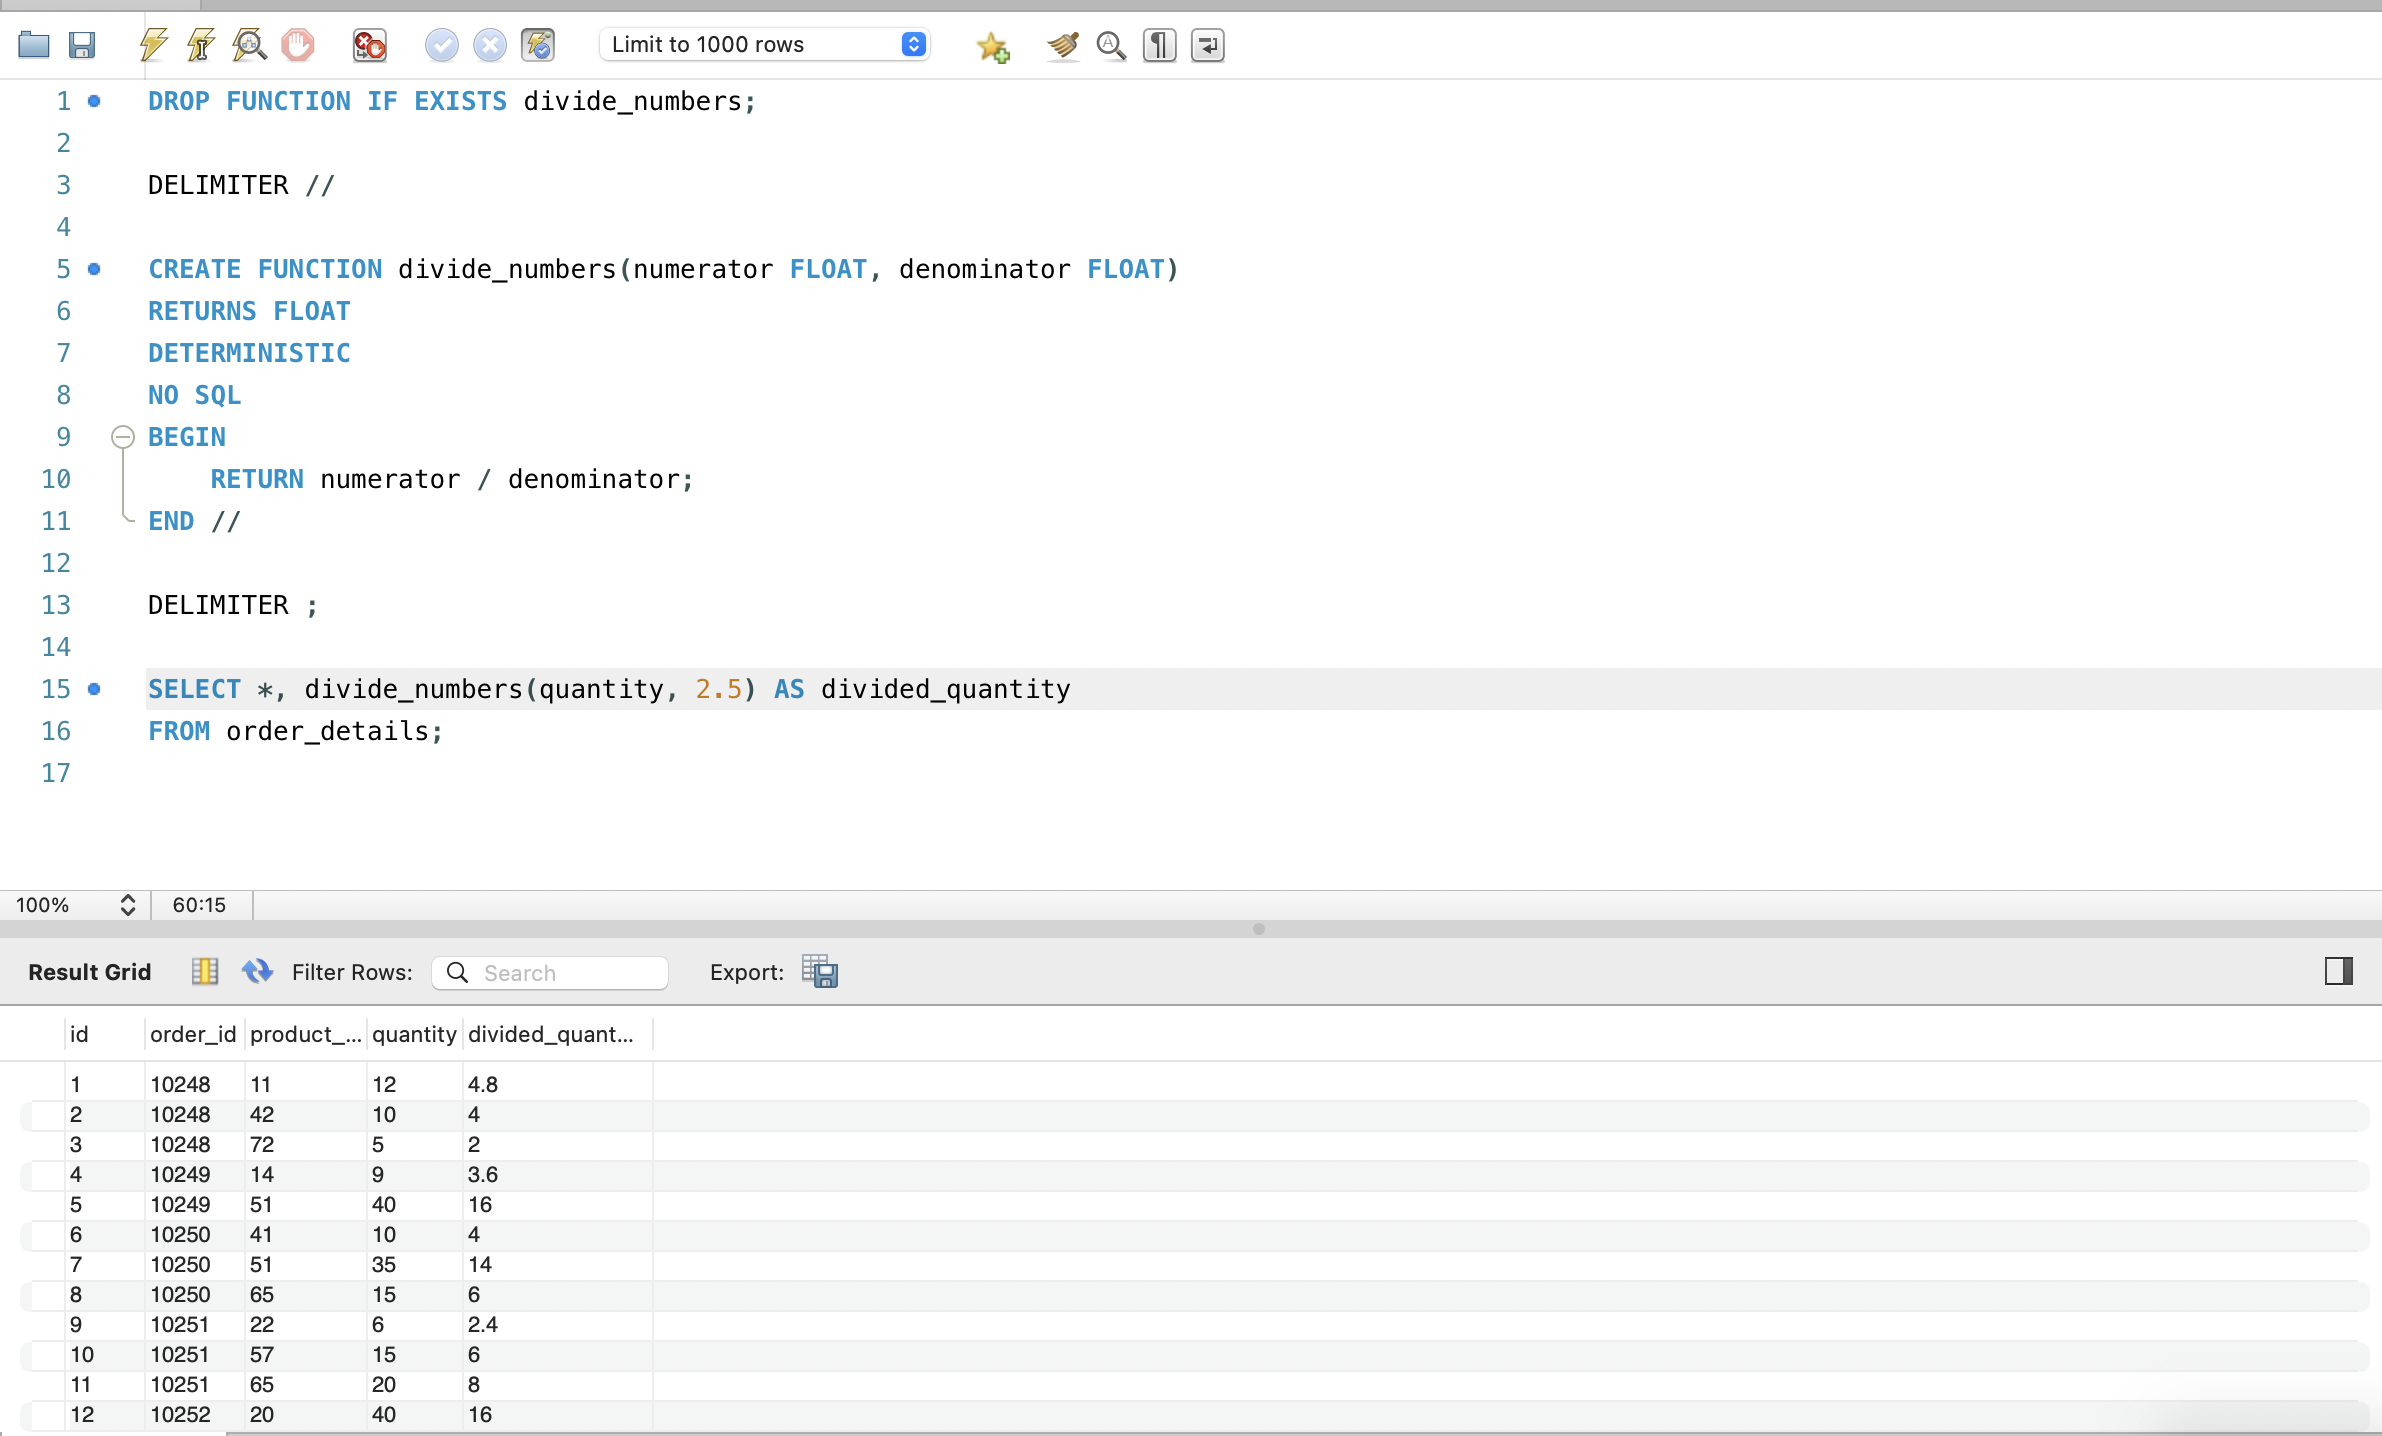 Limit to 1000 rows
1 DROP FUNCTION IF EXISTS divide_numbers;
2
3 DELIMITER //
4
5 CREATE FUNCTION divide_numbers(numerator FLOAT, denominator FLOAT)
6 RETURNS FLOAT
7 DETERMINISTIC
8 NO SQL
9 BEGIN
10 RETURN numerator / denominator;
11 END //
12
13 DELIMITER ;
14
15 SELECT *, divide_numbers(quantity, 2.5) AS divided_quantity
16 FROM order_details;
17
100% 60:15
Result Grid Filter Rows: Search Export:
id order_id product_... quantity divided_quant...
1 10248 11 12 4.8
2 10248 42 10 4
3 10248 72 5 2
4 10249 14 9 3.6
5 10249 51 40 16
6 10250 41 10 4
7 10250 51 35 14
8 10250 65 15 6
9 10251 22 6 2.4
10 10251 57 15 6
11 10251 65 20 8
12 10252 20 40 16